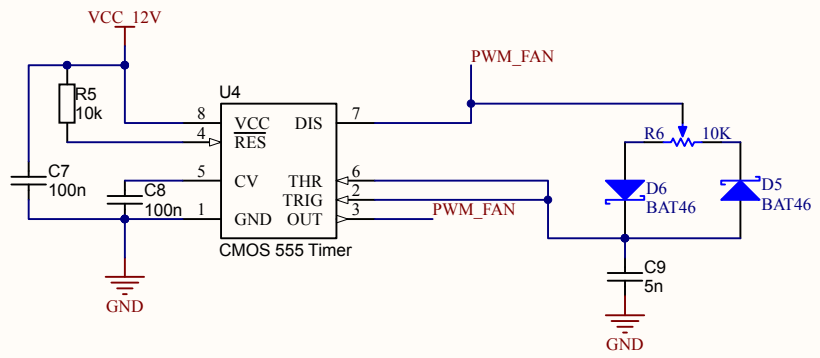 VCC_12V
PWM_FAN
U4
R5
10k
8
VCC
DIS
7
4
RES
R6
10K
C7
100n
C8
100n
5
CV
THR
6
TRIG
2
D6
BAT46
D5
BAT46
1
GND
OUT
3
PWM_FAN
CMOS 555 Timer
C9
5n
GND
GND